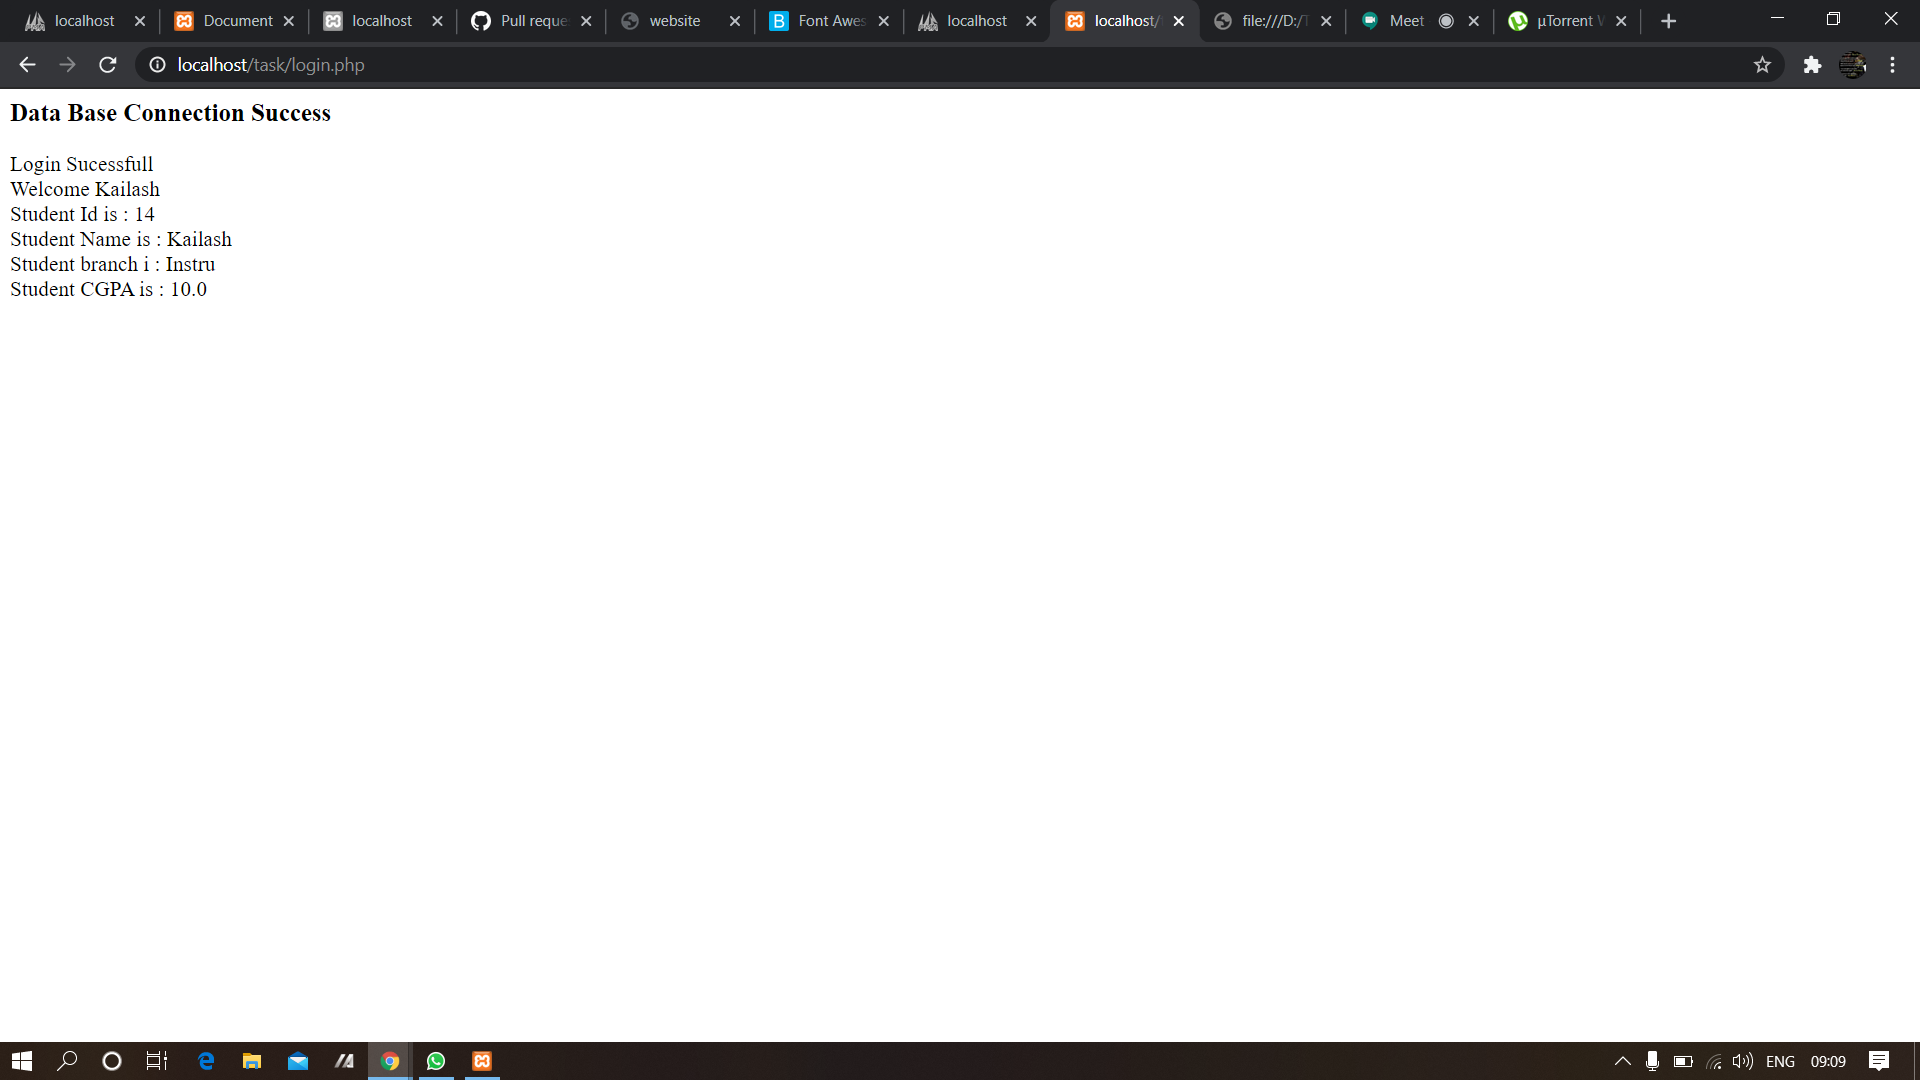 localhost
Document
localhost
Pull reque
website
Font Awes
localhost
localhost/
file:///D:/
Meet
µTorrent
localhost/task/login.php
Data Base Connection Success
Login Sucessfull
Welcome Kailash
Student Id is : 14
Student Name is : Kailash
Student branch i : Instru
Student CGPA is : 10.0
ENG
09:09